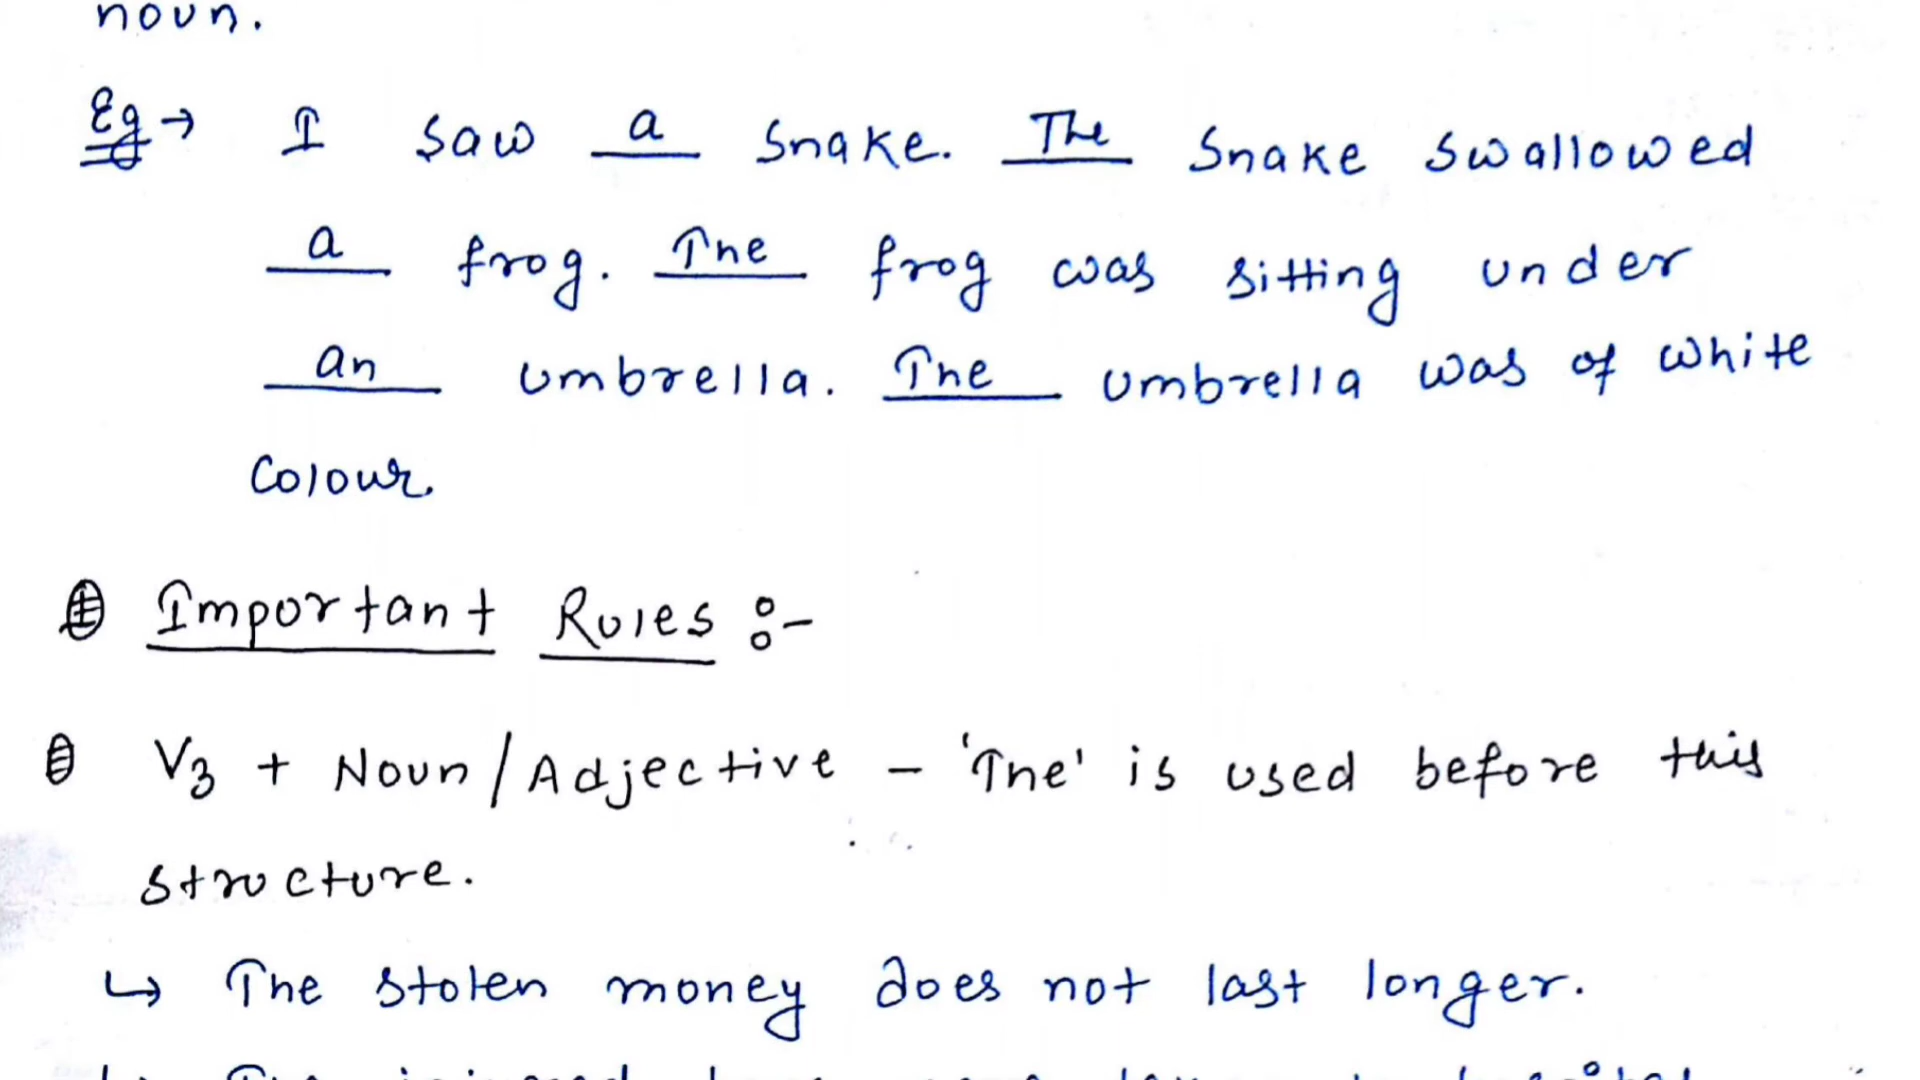 noun.
Eg → I saw a snake. The snake swallowed
a frog. The frog was sitting under
an umbrella. The umbrella was of white
colour.
Important Rules :-
V3 + Noun / Adjective - 'The' is used before this
structure.
↳ The stolen money does not last longer.